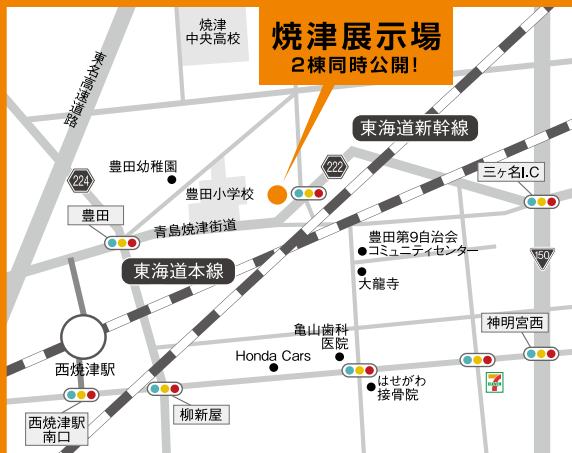 焼津
中央高校
焼津展示場
2棟同時公開!
東名高速道路
東海道新幹線
豊田幼稚園
222
224
豊田小学校
三ヶ名I.C
豊田
青島焼津街道
豊田第9自治会
コミュニティセンター
150
東海道本線
大龍寺
神明宮西
亀山歯科
医院
Honda Cars
西焼津駅
7
ELEVEN
はせがわ
接骨院
西焼津駅
南口
柳新屋